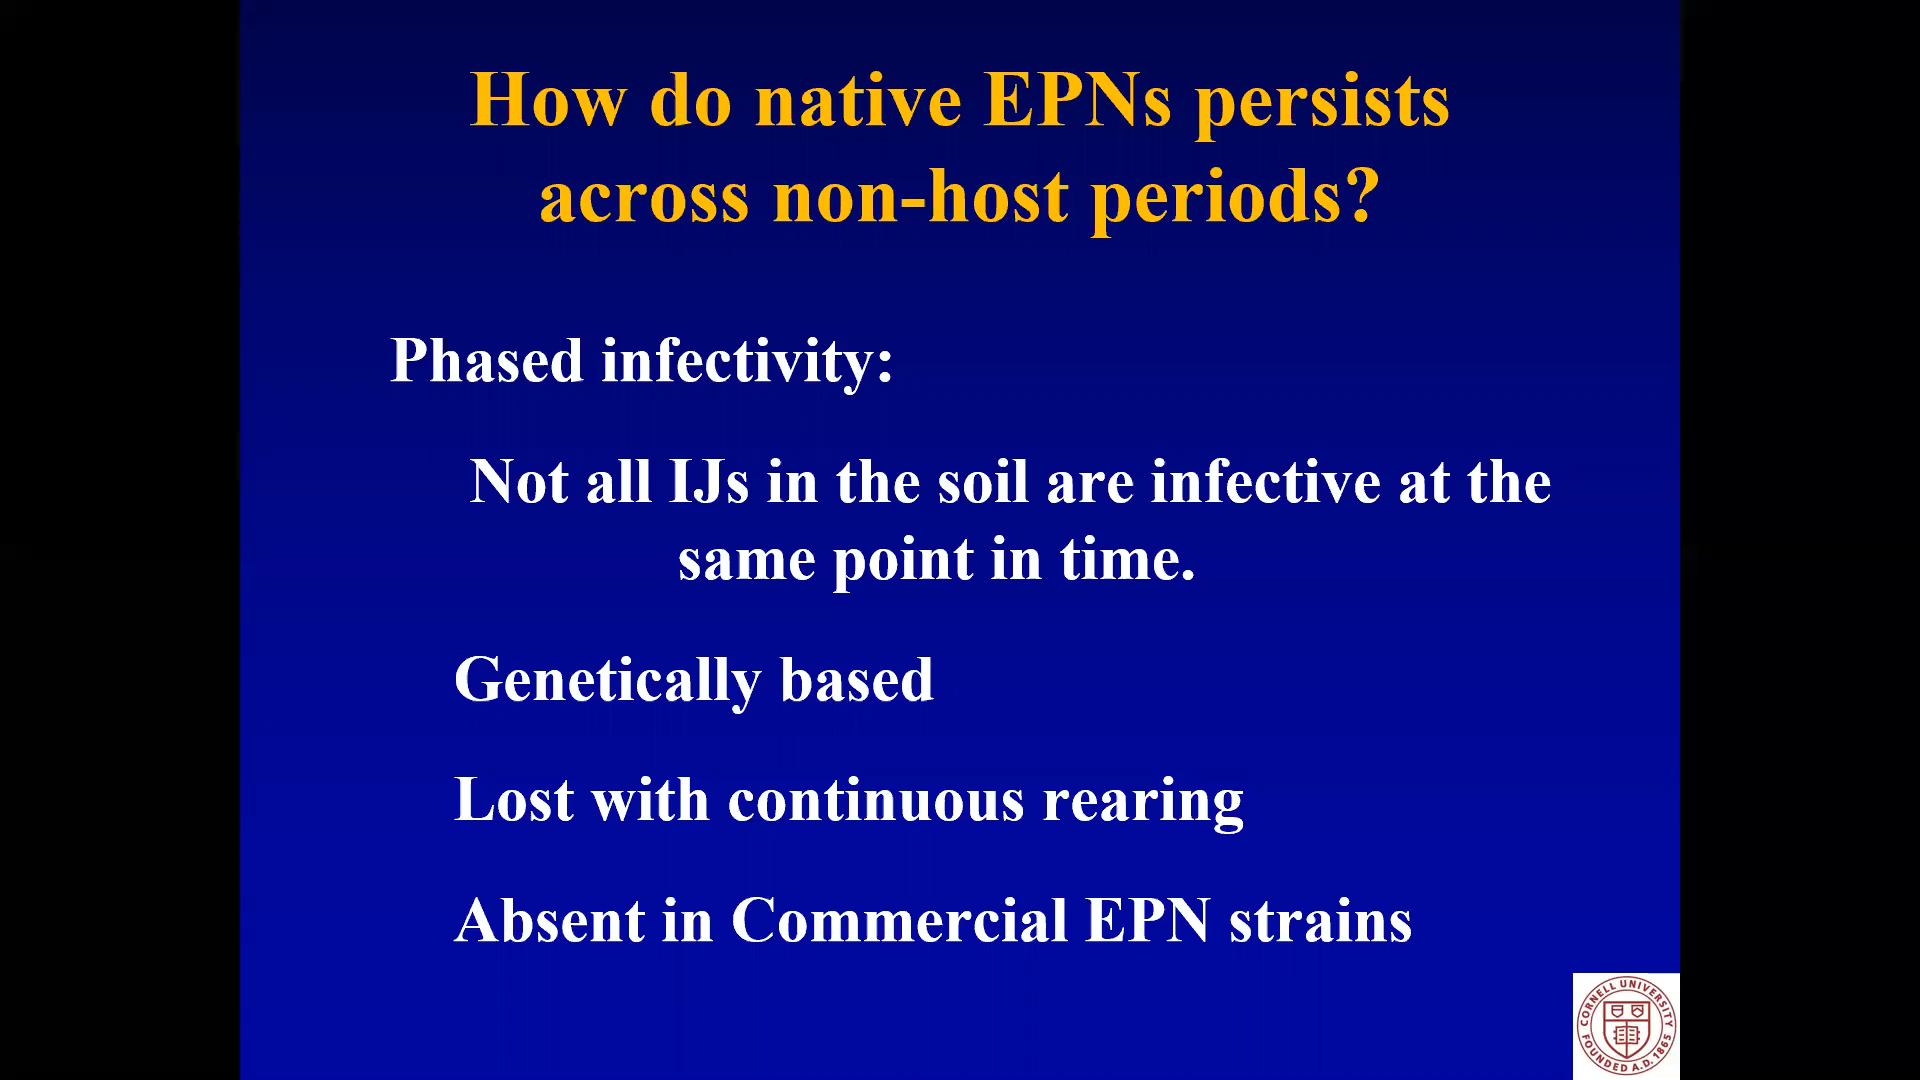 How do native EPNs persists
across non-host periods?
Phased infectivity:
Not all IJs in the soil are infective at the
same point in time.
Genetically based
Lost with continuous rearing
Absent in Commercial EPN strains
CORNELL UNIVERSITY
FOUNDED A.D. 1865